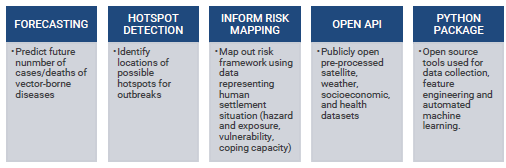 FORECASTING
• Predict future
nunmber of
cases/deaths of
vector-borne
diseases
HOTSPOT
DETECTION
• Identify
locations of
possible
hotspots for
outbreaks
INFORM RISK
MAPPING
• Map out risk
framework using
data
representing
human
settlement
situation (hazard
and exposure,
vulnerability,
coping capacity)
OPEN API
• Publicly open
pre-processed
satellite,
weather,
socioeconomic,
and health
datasets
PYTHON
PACKAGE
• Open source
tools used for
data collection,
feature
engineering and
automated
machine
learning.